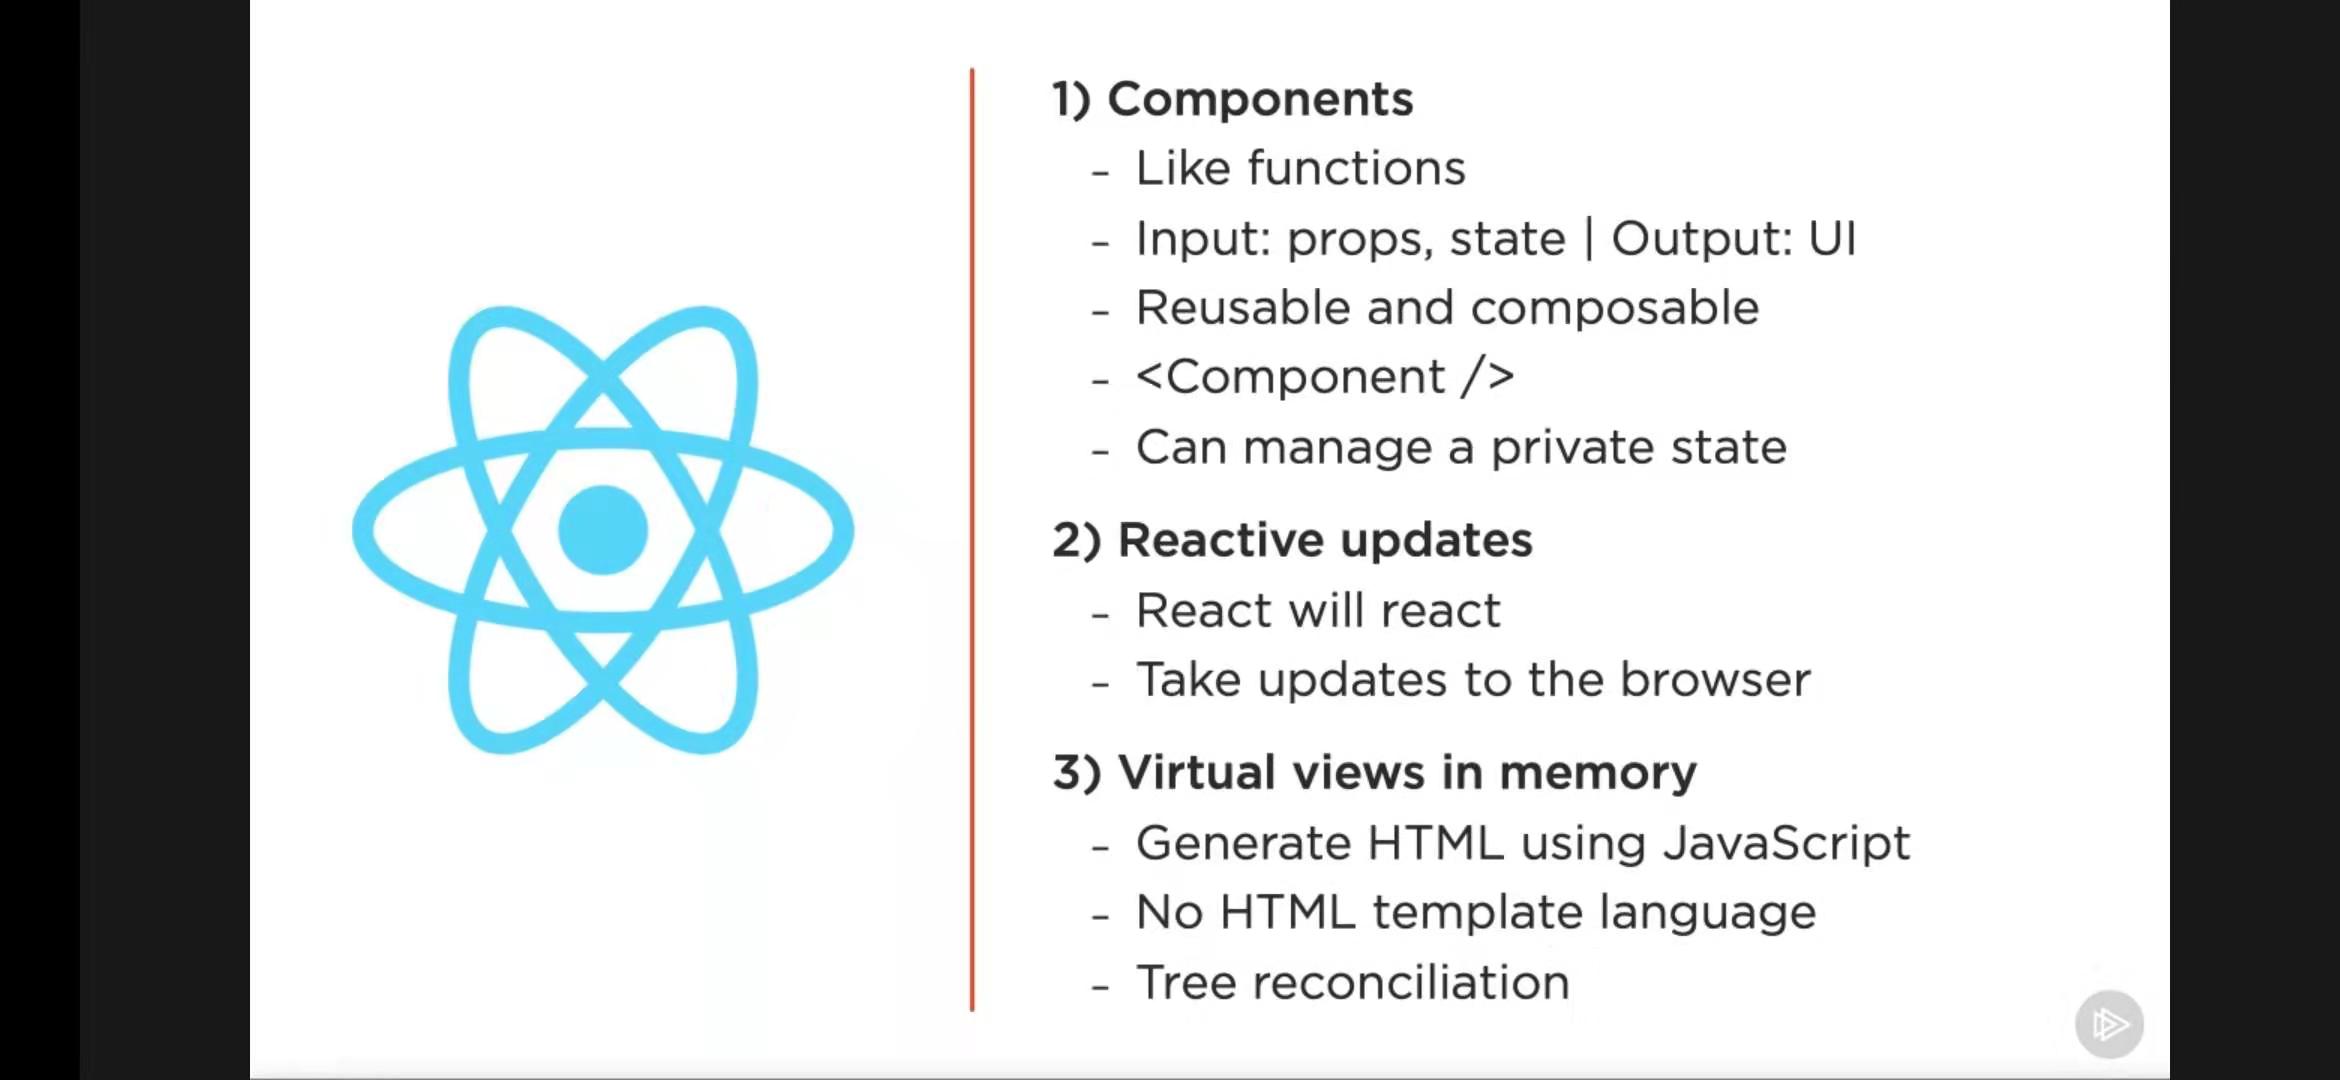 1) Components
- Like functions
- Input: props, state | Output: UI
- Reusable and composable
- <Component />
- Can manage a private state
2) Reactive updates
- React will react
- Take updates to the browser
3) Virtual views in memory
- Generate HTML using JavaScript
- No HTML template language
- Tree reconciliation